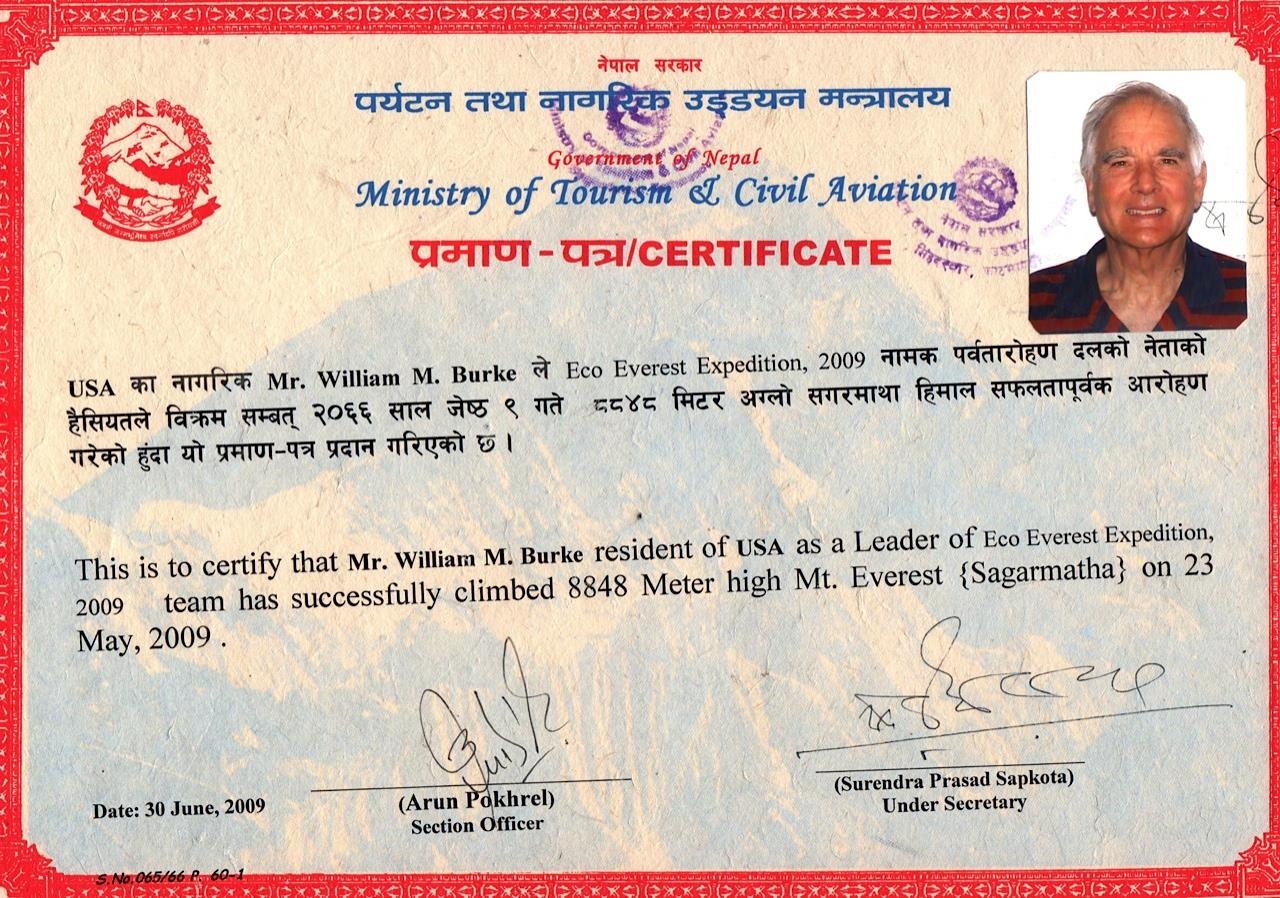 नेपाल सरकार
पर्यटन तथा नागरिक उड्डयन मन्त्रालय
Government of Nepal
Ministry of Tourism & Civil Aviation
प्रमाण - पत्र/CERTIFICATE
नेपाल सरकार
USA का नागरिक Mr. William M. Burke ले Eco Everest Expedition, 2009 नामक पर्वतारोहण दलको नेताको
हैसियतले विक्रम सम्बत् २०६६ साल जेष्ठ ९ गते ८८४८ मिटर अग्लो सगरमाथा हिमाल सफलतापूर्वक आरोहण
गरेको हुंदा यो प्रमाण-पत्र प्रदान गरिएको छ ।
This is to certify that Mr. William M. Burke resident of USA as a Leader of Eco Everest Expedition,
2009 team has successfully climbed 8848 Meter high Mt. Everest {Sagarmatha} on 23
May, 2009 .
Date: 30 June, 2009
(Arun Pokhrel)
Section Officer
(Surendra Prasad Sapkota)
Under Secretary
S.No.065/66 P. 60-1